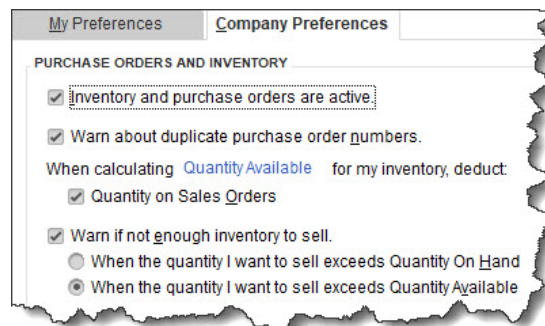 My Preferences Company Preferences
PURCHASE ORDERS AND INVENTORY
Inventory and purchase orders are active.
Warn about duplicate purchase order numbers.
When calculating Quantity Available for my inventory, deduct:
Quantity on Sales Orders
Warn if not enough inventory to sell.
When the quantity I want to sell exceeds Quantity On Hand
When the quantity I want to sell exceeds Quantity Available